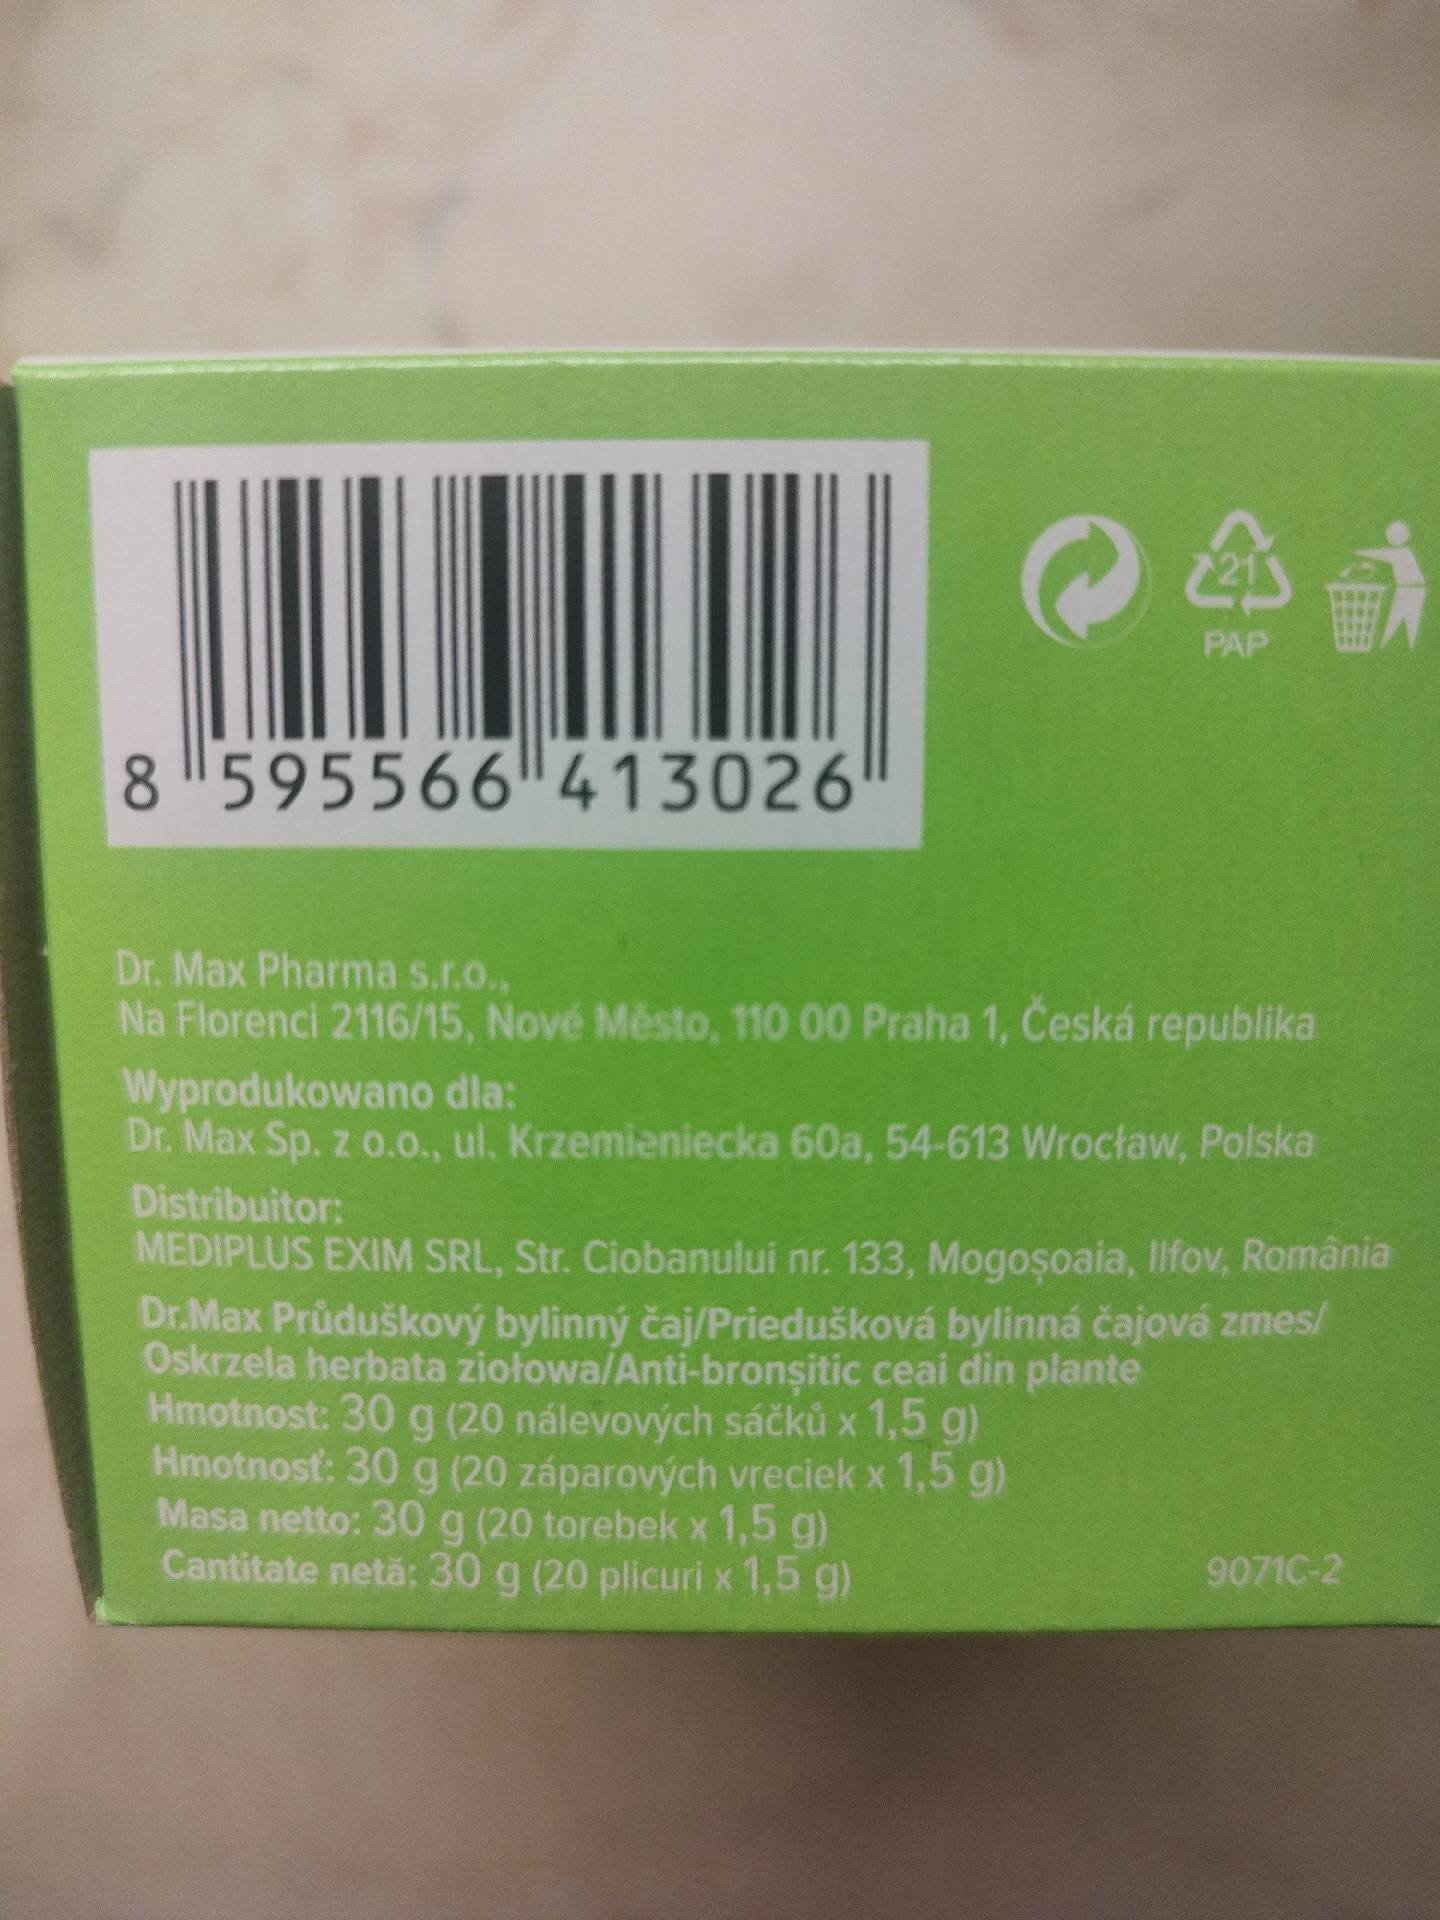 21
PAP
8 595566 413026
Dr. Max Pharma s.r.o.,
Na Florenci 2116/15, Nové Město, 110 00 Praha 1, Česká republika
Wyprodukowano dla:
Dr. Max Sp. z o.o., ul. Krzemieniecka 60a, 54-613 Wrocław, Polska
Distribuitor:
MEDIPLUS EXIM SRL, Str. Ciobanului nr. 133, Mogoșoaia, Ilfov, România
Dr.Max Průduškový bylinný čaj/Priedušková bylinná čajová zmes/
Oskrzela herbata ziołowa/Anti-bronșitic ceai din plante
Hmotnost: 30 g (20 nálevových sáčků x 1,5 g)
Hmotnosť: 30 g (20 záparových vreciek x 1,5 g)
Masa netto: 30 g (20 torebek x 1,5 g)
Cantitate netă: 30 g (20 plicuri x 1,5 g)
9071C-2